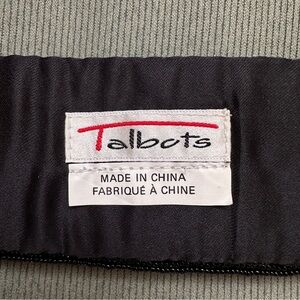 Talbots
MADE IN CHINA
FABRIQUÉ À CHINE